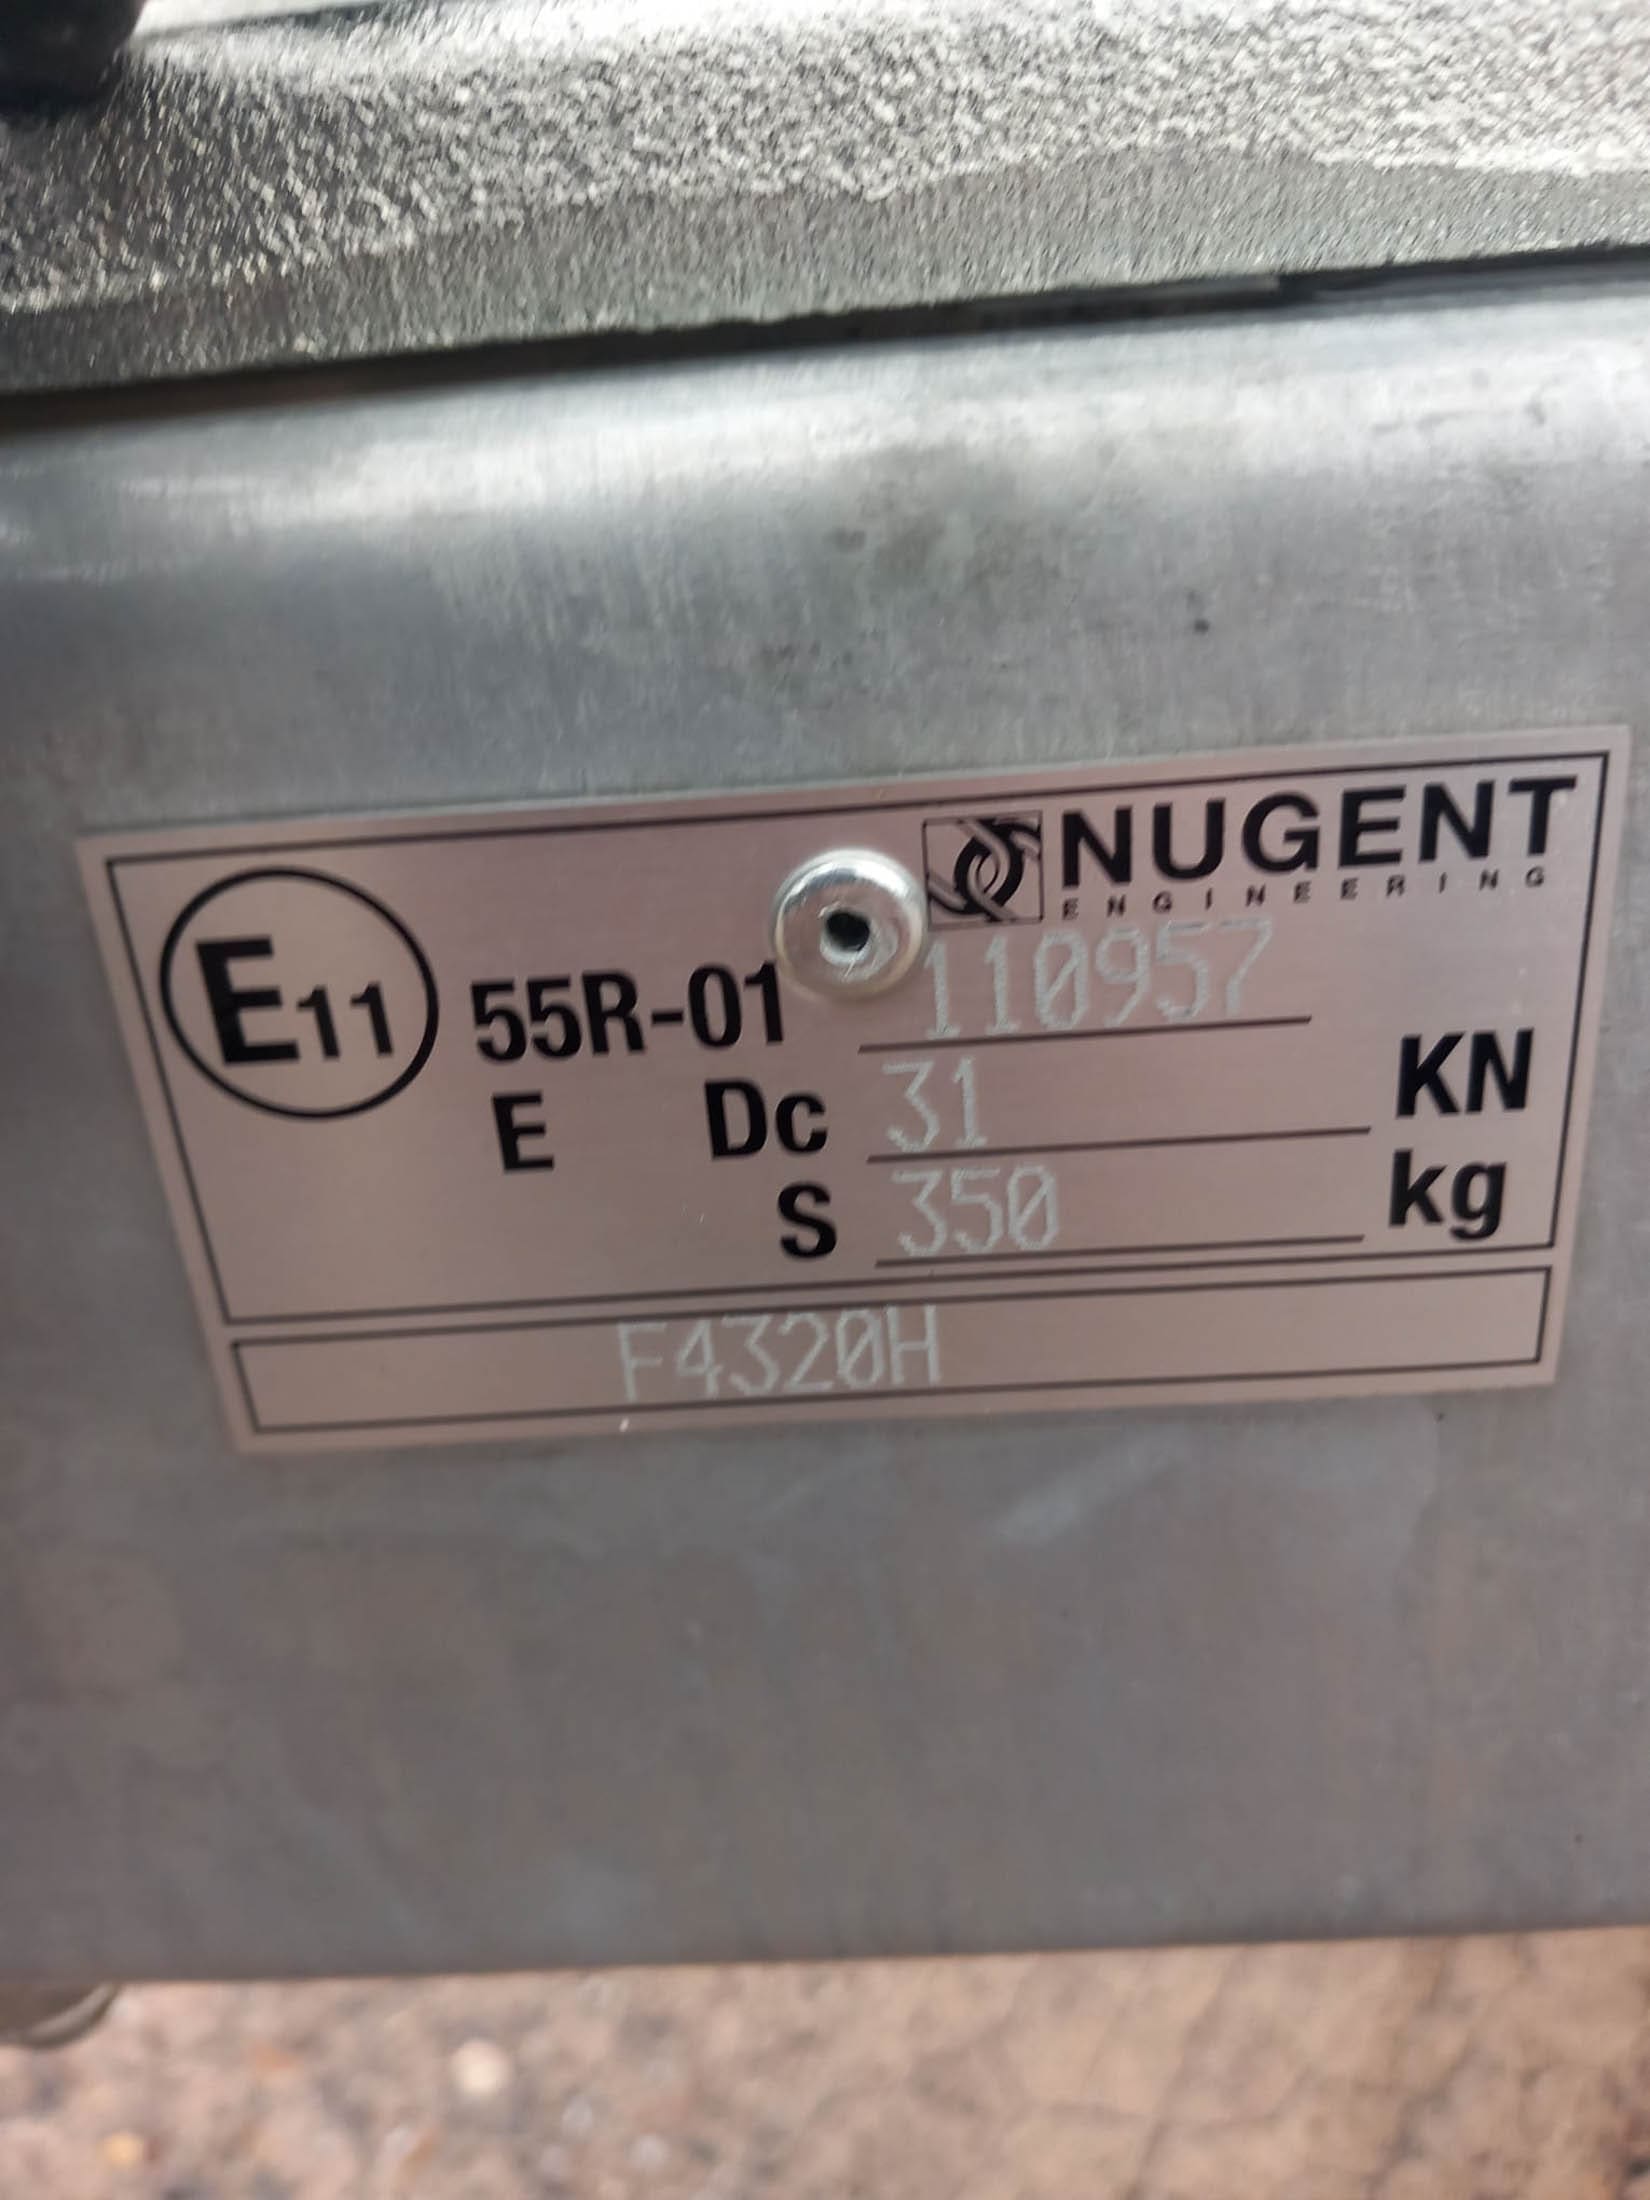 NUGENT
ENGINEERING
E11 55R-01 110957
E Dc 31 KN
S 350 kg
F4320H